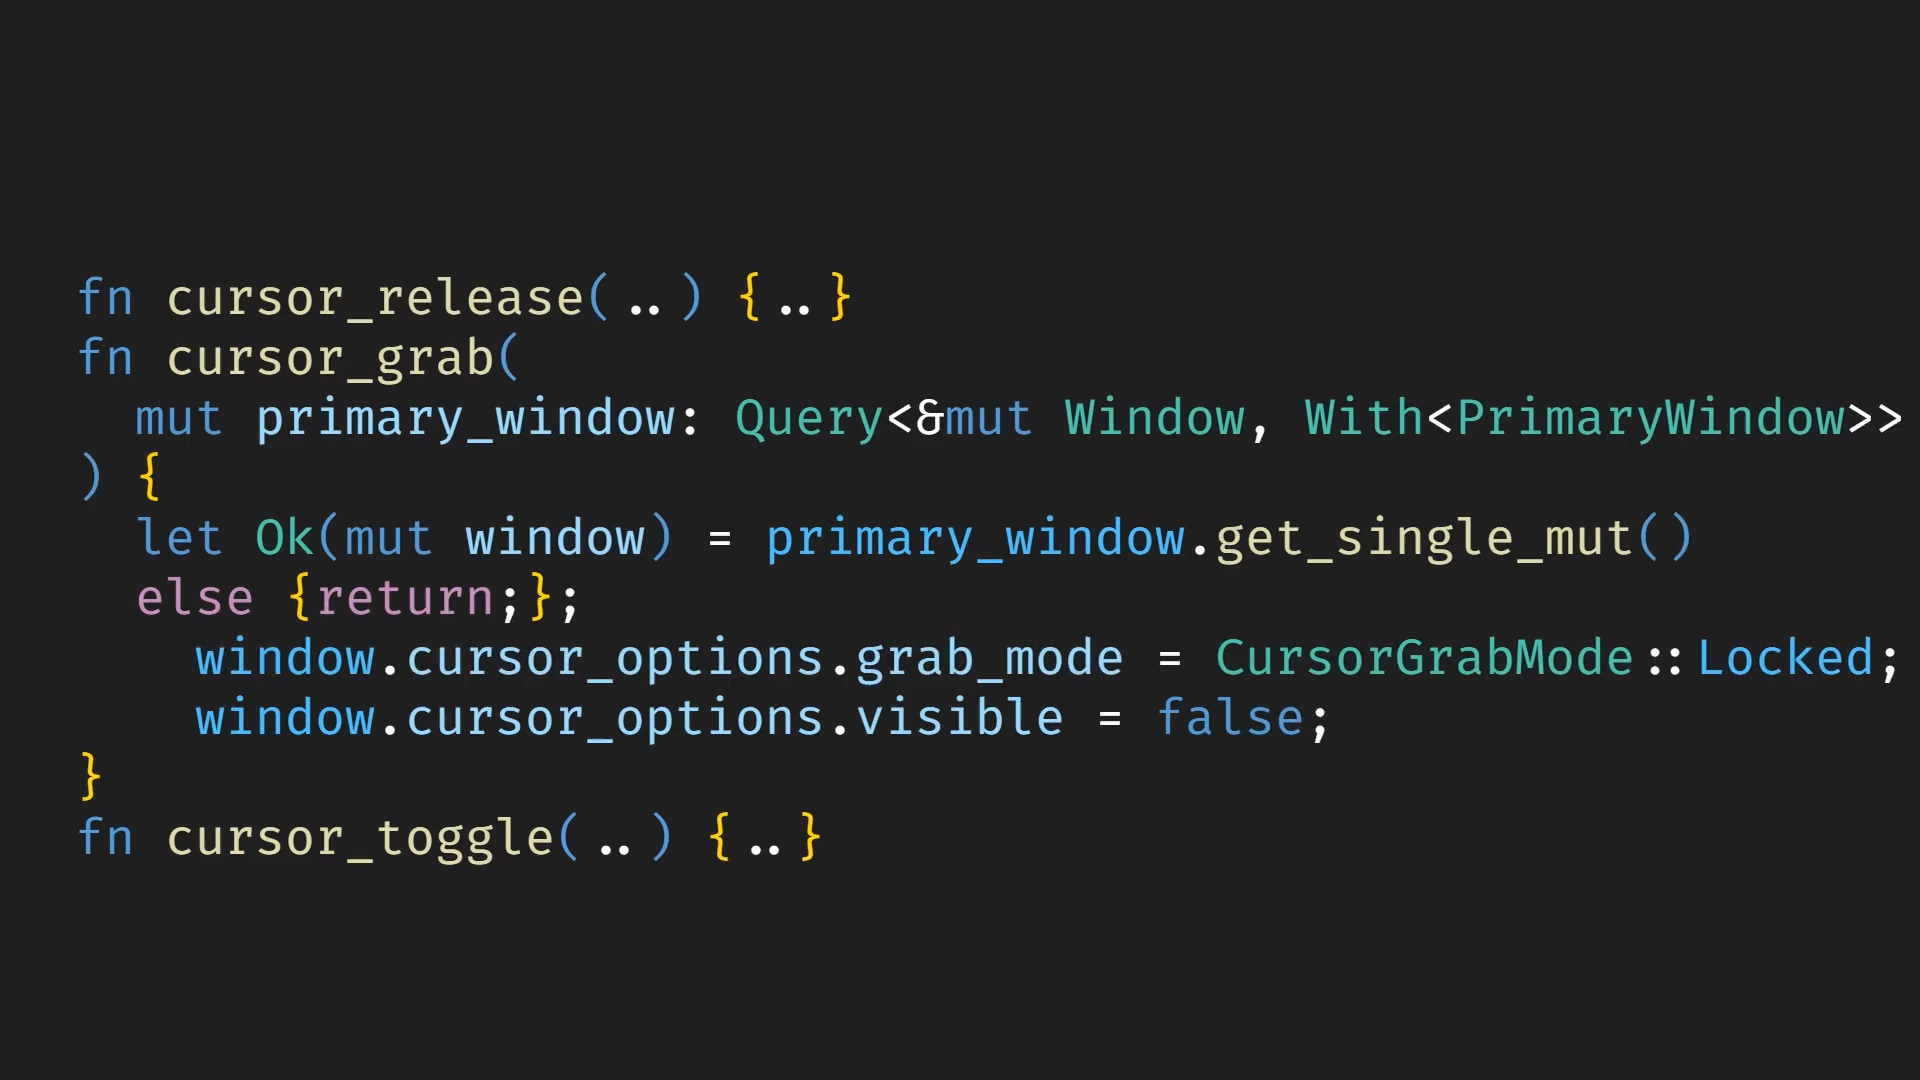 fn cursor_release(..) {..}
fn cursor_grab(
  mut primary_window: Query<&mut Window, With<PrimaryWindow>>
) {
  let Ok(mut window) = primary_window.get_single_mut()
  else {return;};
    window.cursor_options.grab_mode = CursorGrabMode::Locked;
    window.cursor_options.visible = false;
}
fn cursor_toggle(..) {..}